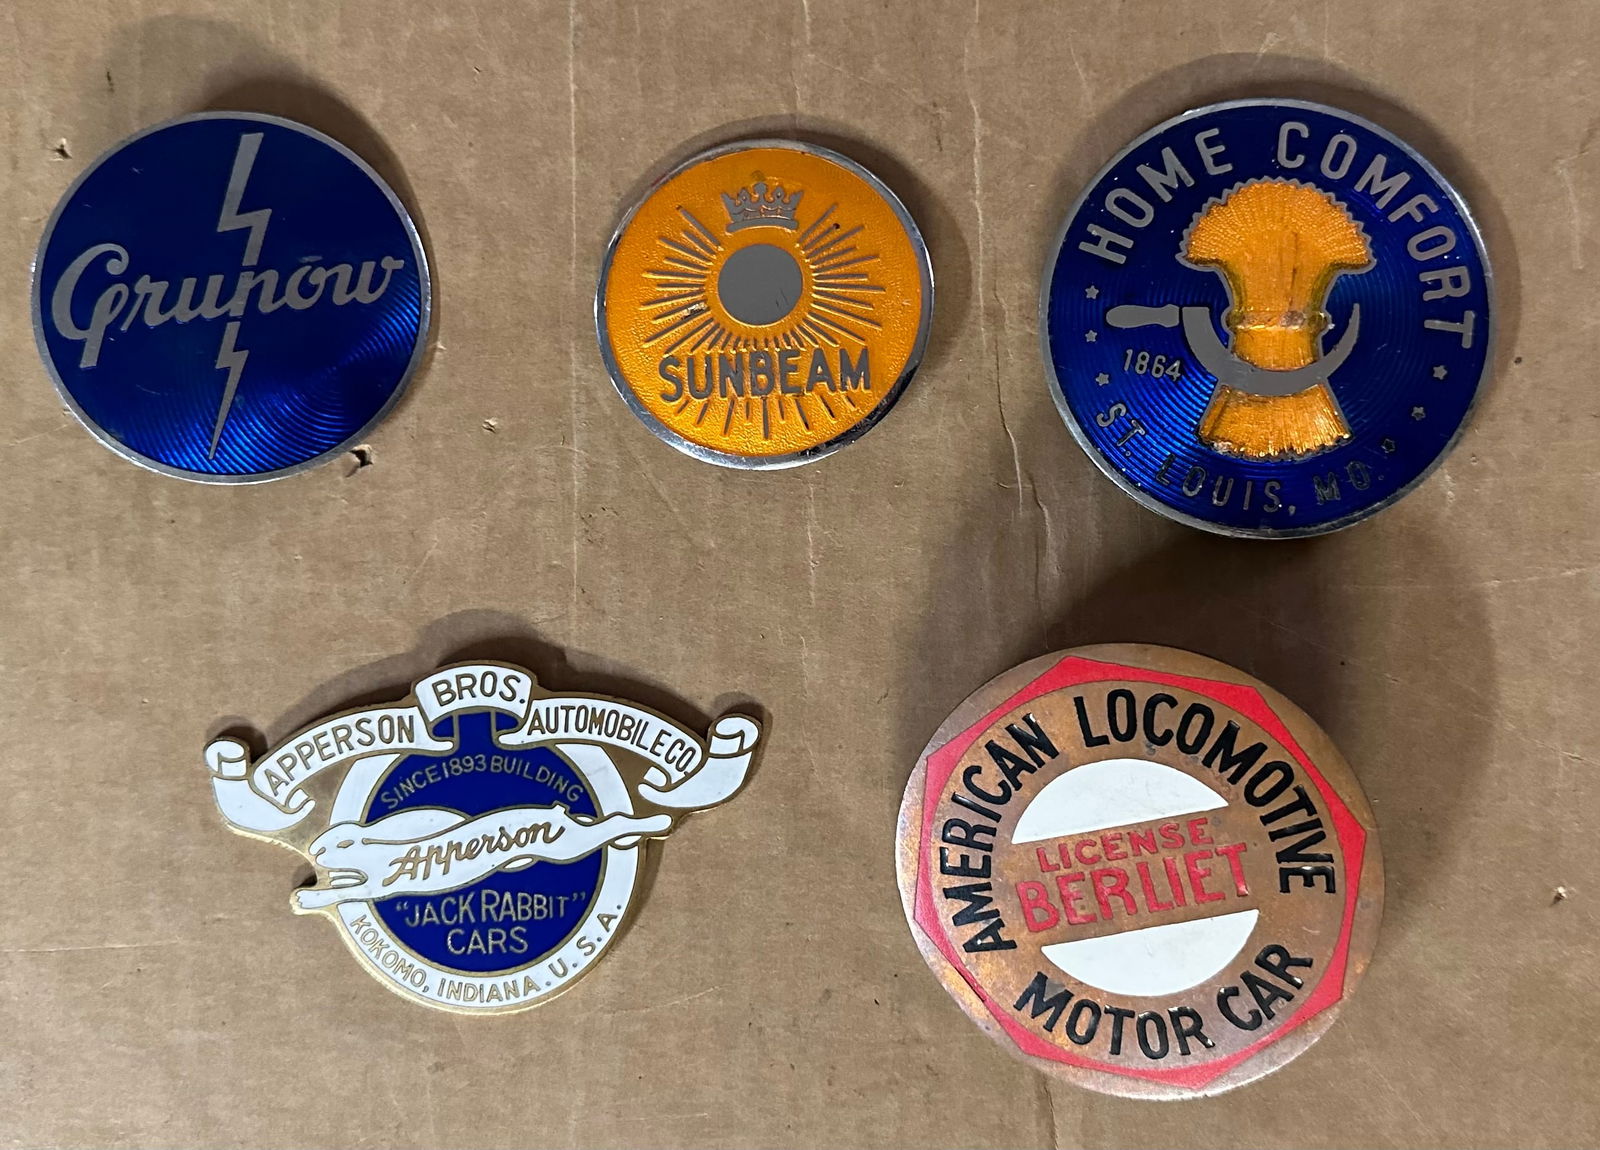 Grunōw
SUNBEAM
HOME COMFORT
1864
ST. LOUIS, MO.
APPERSON BROS. AUTOMOBILE CO.
SINCE 1893 BUILDING
Apperson
"JACK RABBIT"
CARS
KOKOMO, INDIANA. U. S. A.
AMERICAN LOCOMOTIVE
LICENSE
BERLIET
MOTOR CAR